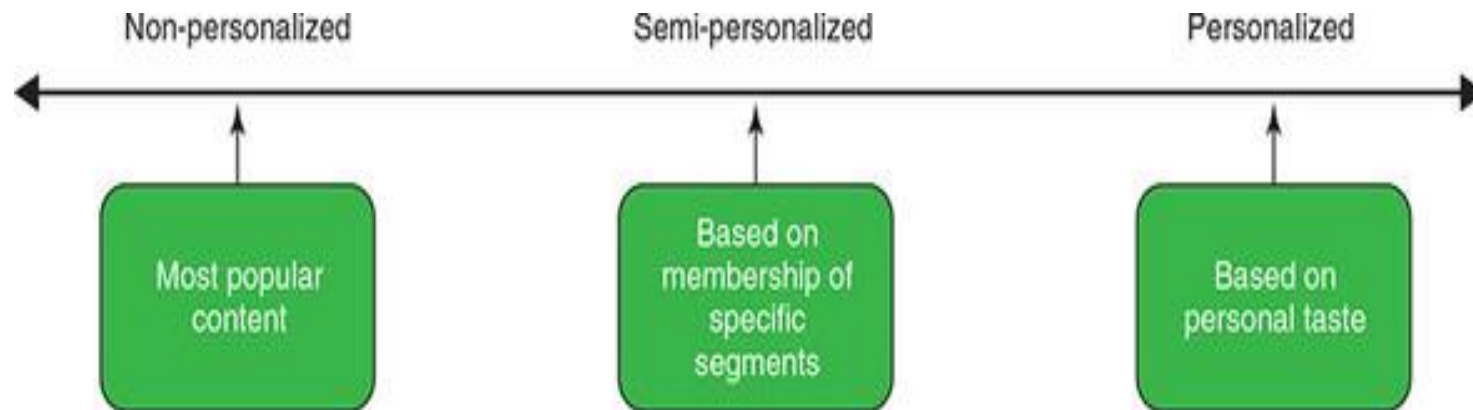 Non-personalized
Semi-personalized
Personalized
Most popular
content
Based on
membership of
specific
segments
Based on
personal taste